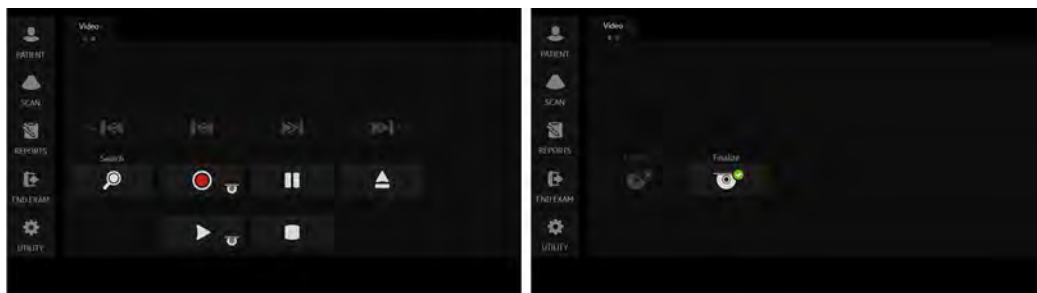 Video
PATIENT
SCAN
REPORTS
Search
END EXAM
UTILITY
Video
PATIENT
SCAN
REPORTS
Finalize
END EXAM
UTILITY